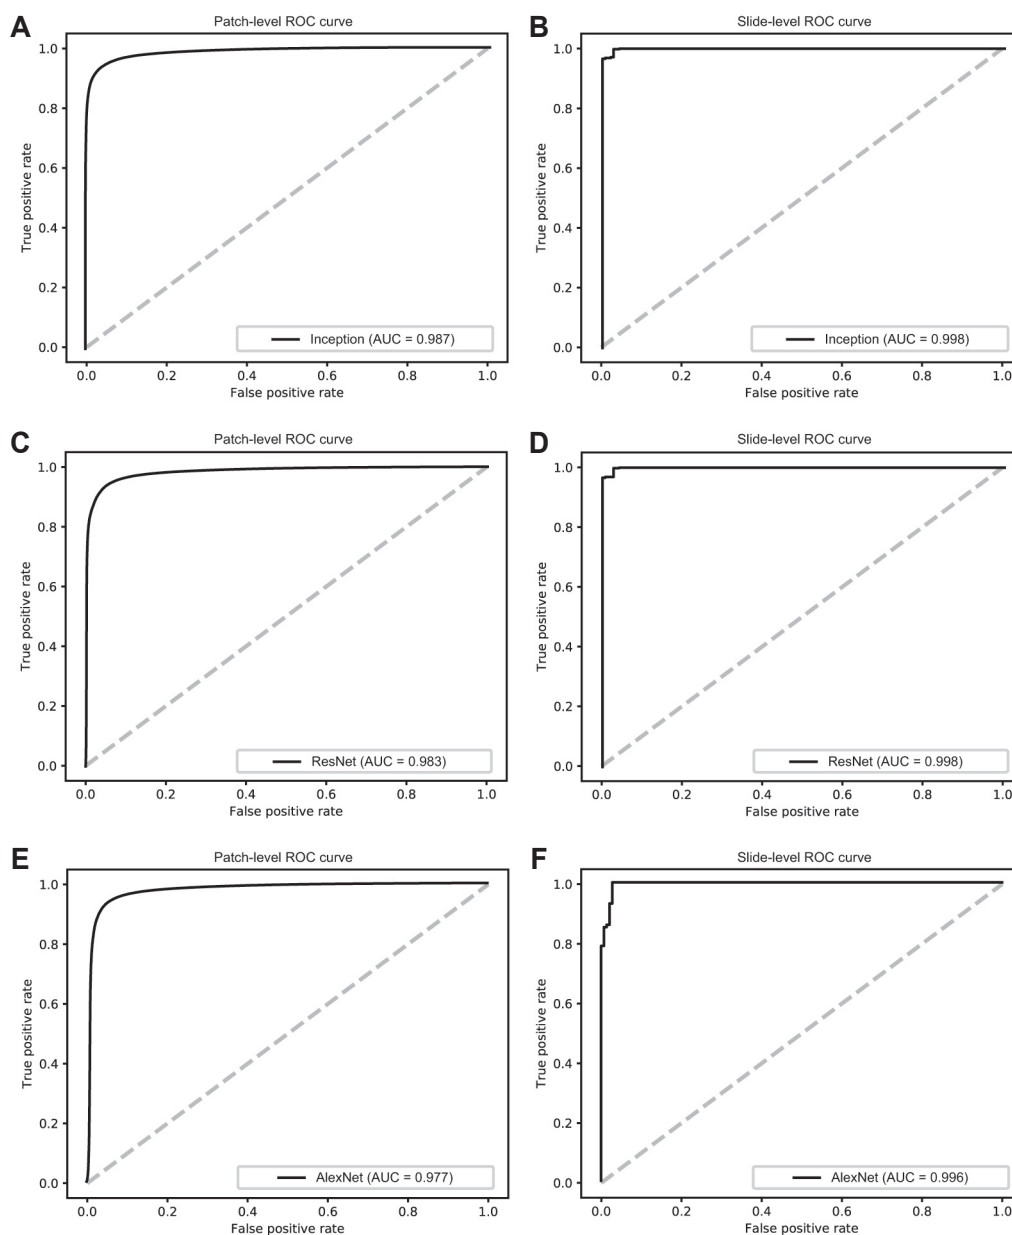 A
Patch-level ROC curve
1.0
0.8
0.6
0.4
0.2
0.0
True positive rate
Inception (AUC = 0.987)
0.0 0.2 0.4 0.6 0.8 1.0
False positive rate
B
Slide-level ROC curve
1.0
0.8
0.6
0.4
0.2
0.0
True positive rate
Inception (AUC = 0.998)
0.0 0.2 0.4 0.6 0.8 1.0
False positive rate
C
Patch-level ROC curve
1.0
0.8
0.6
0.4
0.2
0.0
True positive rate
ResNet (AUC = 0.983)
0.0 0.2 0.4 0.6 0.8 1.0
False positive rate
D
Slide-level ROC curve
1.0
0.8
0.6
0.4
0.2
0.0
True positive rate
ResNet (AUC = 0.998)
0.0 0.2 0.4 0.6 0.8 1.0
False positive rate
E
Patch-level ROC curve
1.0
0.8
0.6
0.4
0.2
0.0
True positive rate
AlexNet (AUC = 0.977)
0.0 0.2 0.4 0.6 0.8 1.0
False positive rate
F
Slide-level ROC curve
1.0
0.8
0.6
0.4
0.2
0.0
True positive rate
AlexNet (AUC = 0.996)
0.0 0.2 0.4 0.6 0.8 1.0
False positive rate